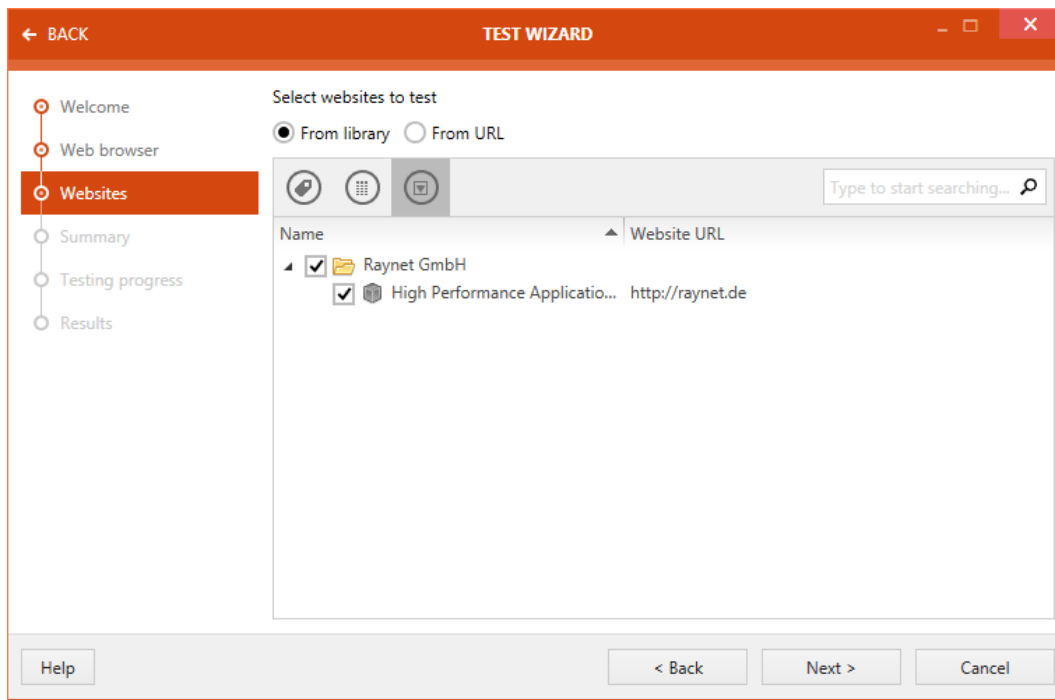 BACK
TEST WIZARD
Welcome
Web browser
Websites
Summary
Testing progress
Results
Select websites to test
From library From URL
Type to start searching...
Name Website URL
Raynet GmbH
High Performance Applicatio... http://raynet.de
Help < Back Next > Cancel